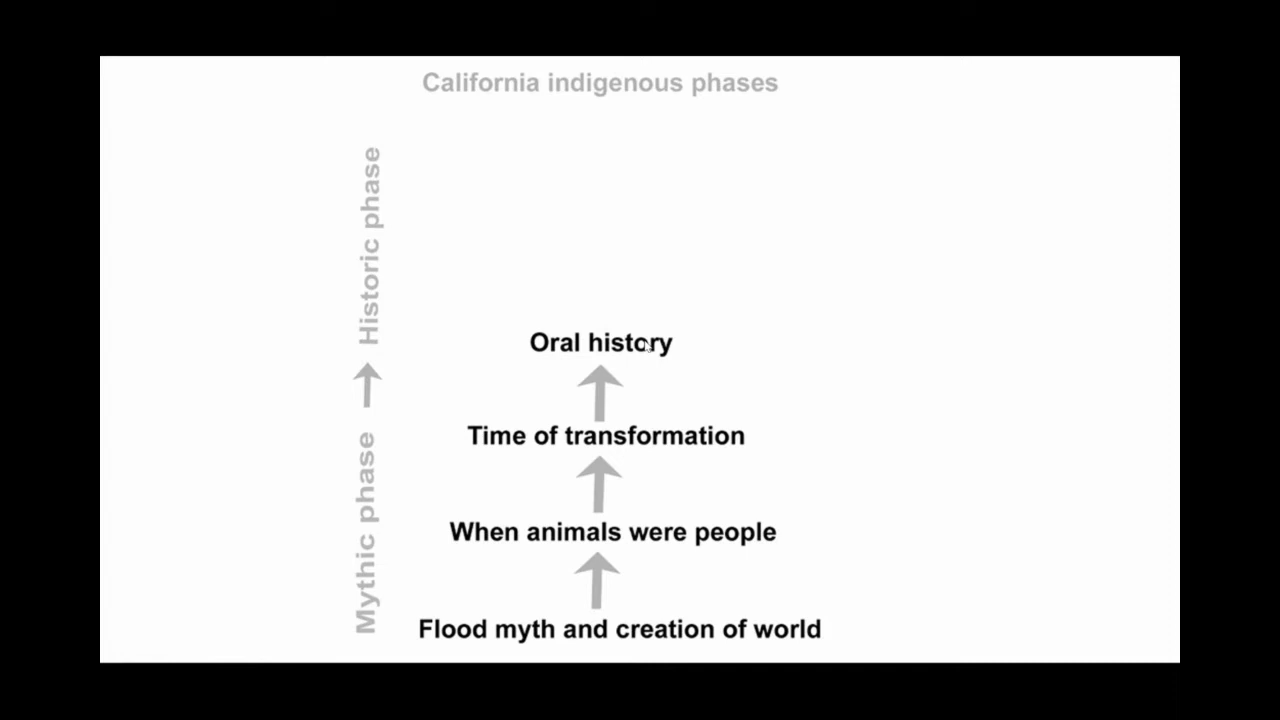 California indigenous phases
Historic phase
Mythic phase
Oral history
Time of transformation
When animals were people
Flood myth and creation of world